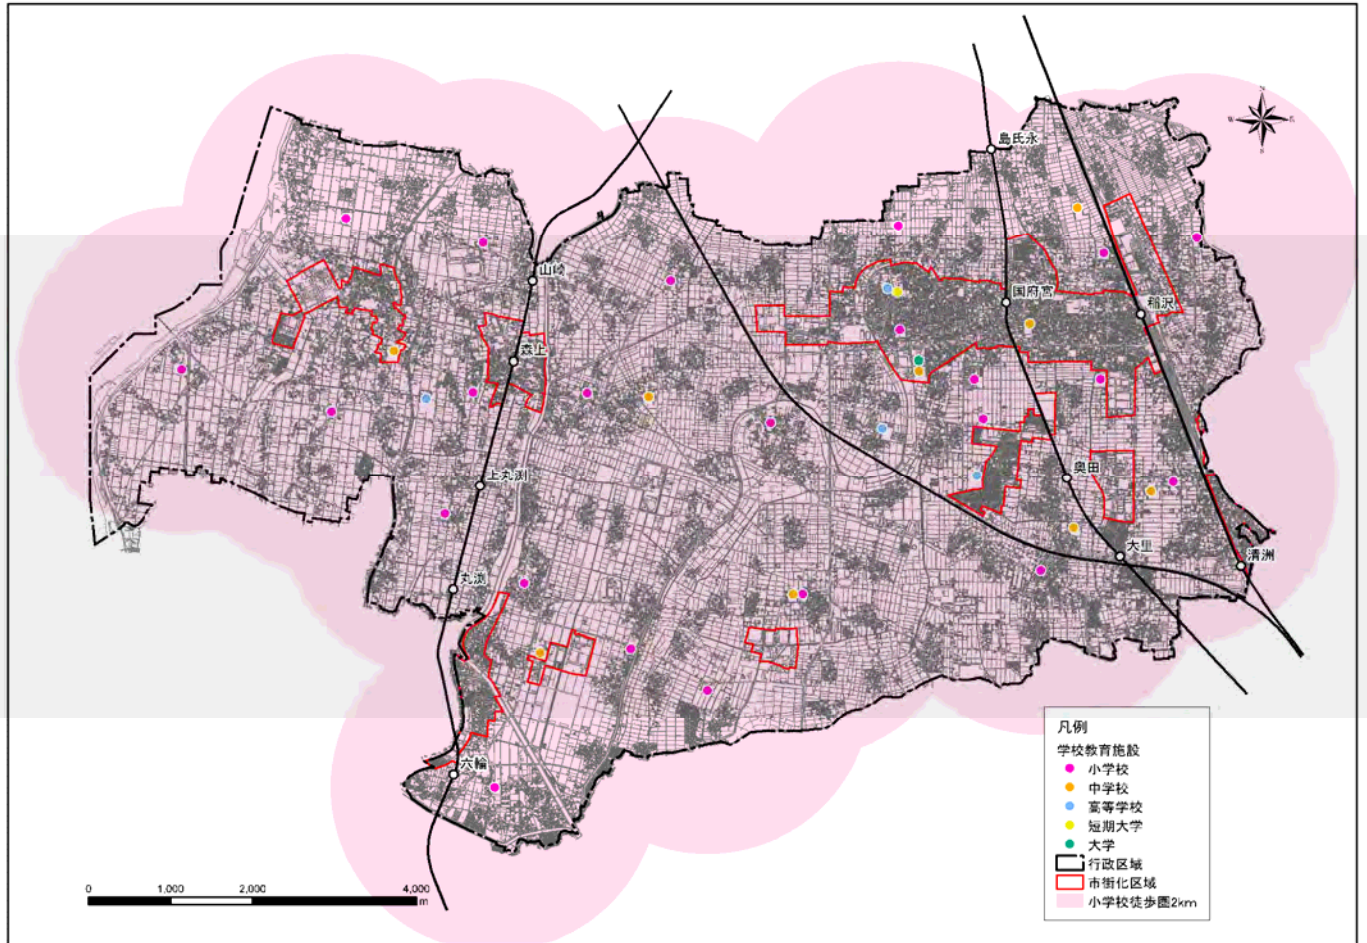 N
W E
S
島氏永
山崎
国府宮
稲沢
森上
奥田
上丸渕
大里
清洲
丸渕
六輪
凡例
学校教育施設
小学校
中学校
高等学校
短期大学
大学
行政区域
市街化区域
小学校徒歩圏2km
0 1,000 2,000 4,000
m